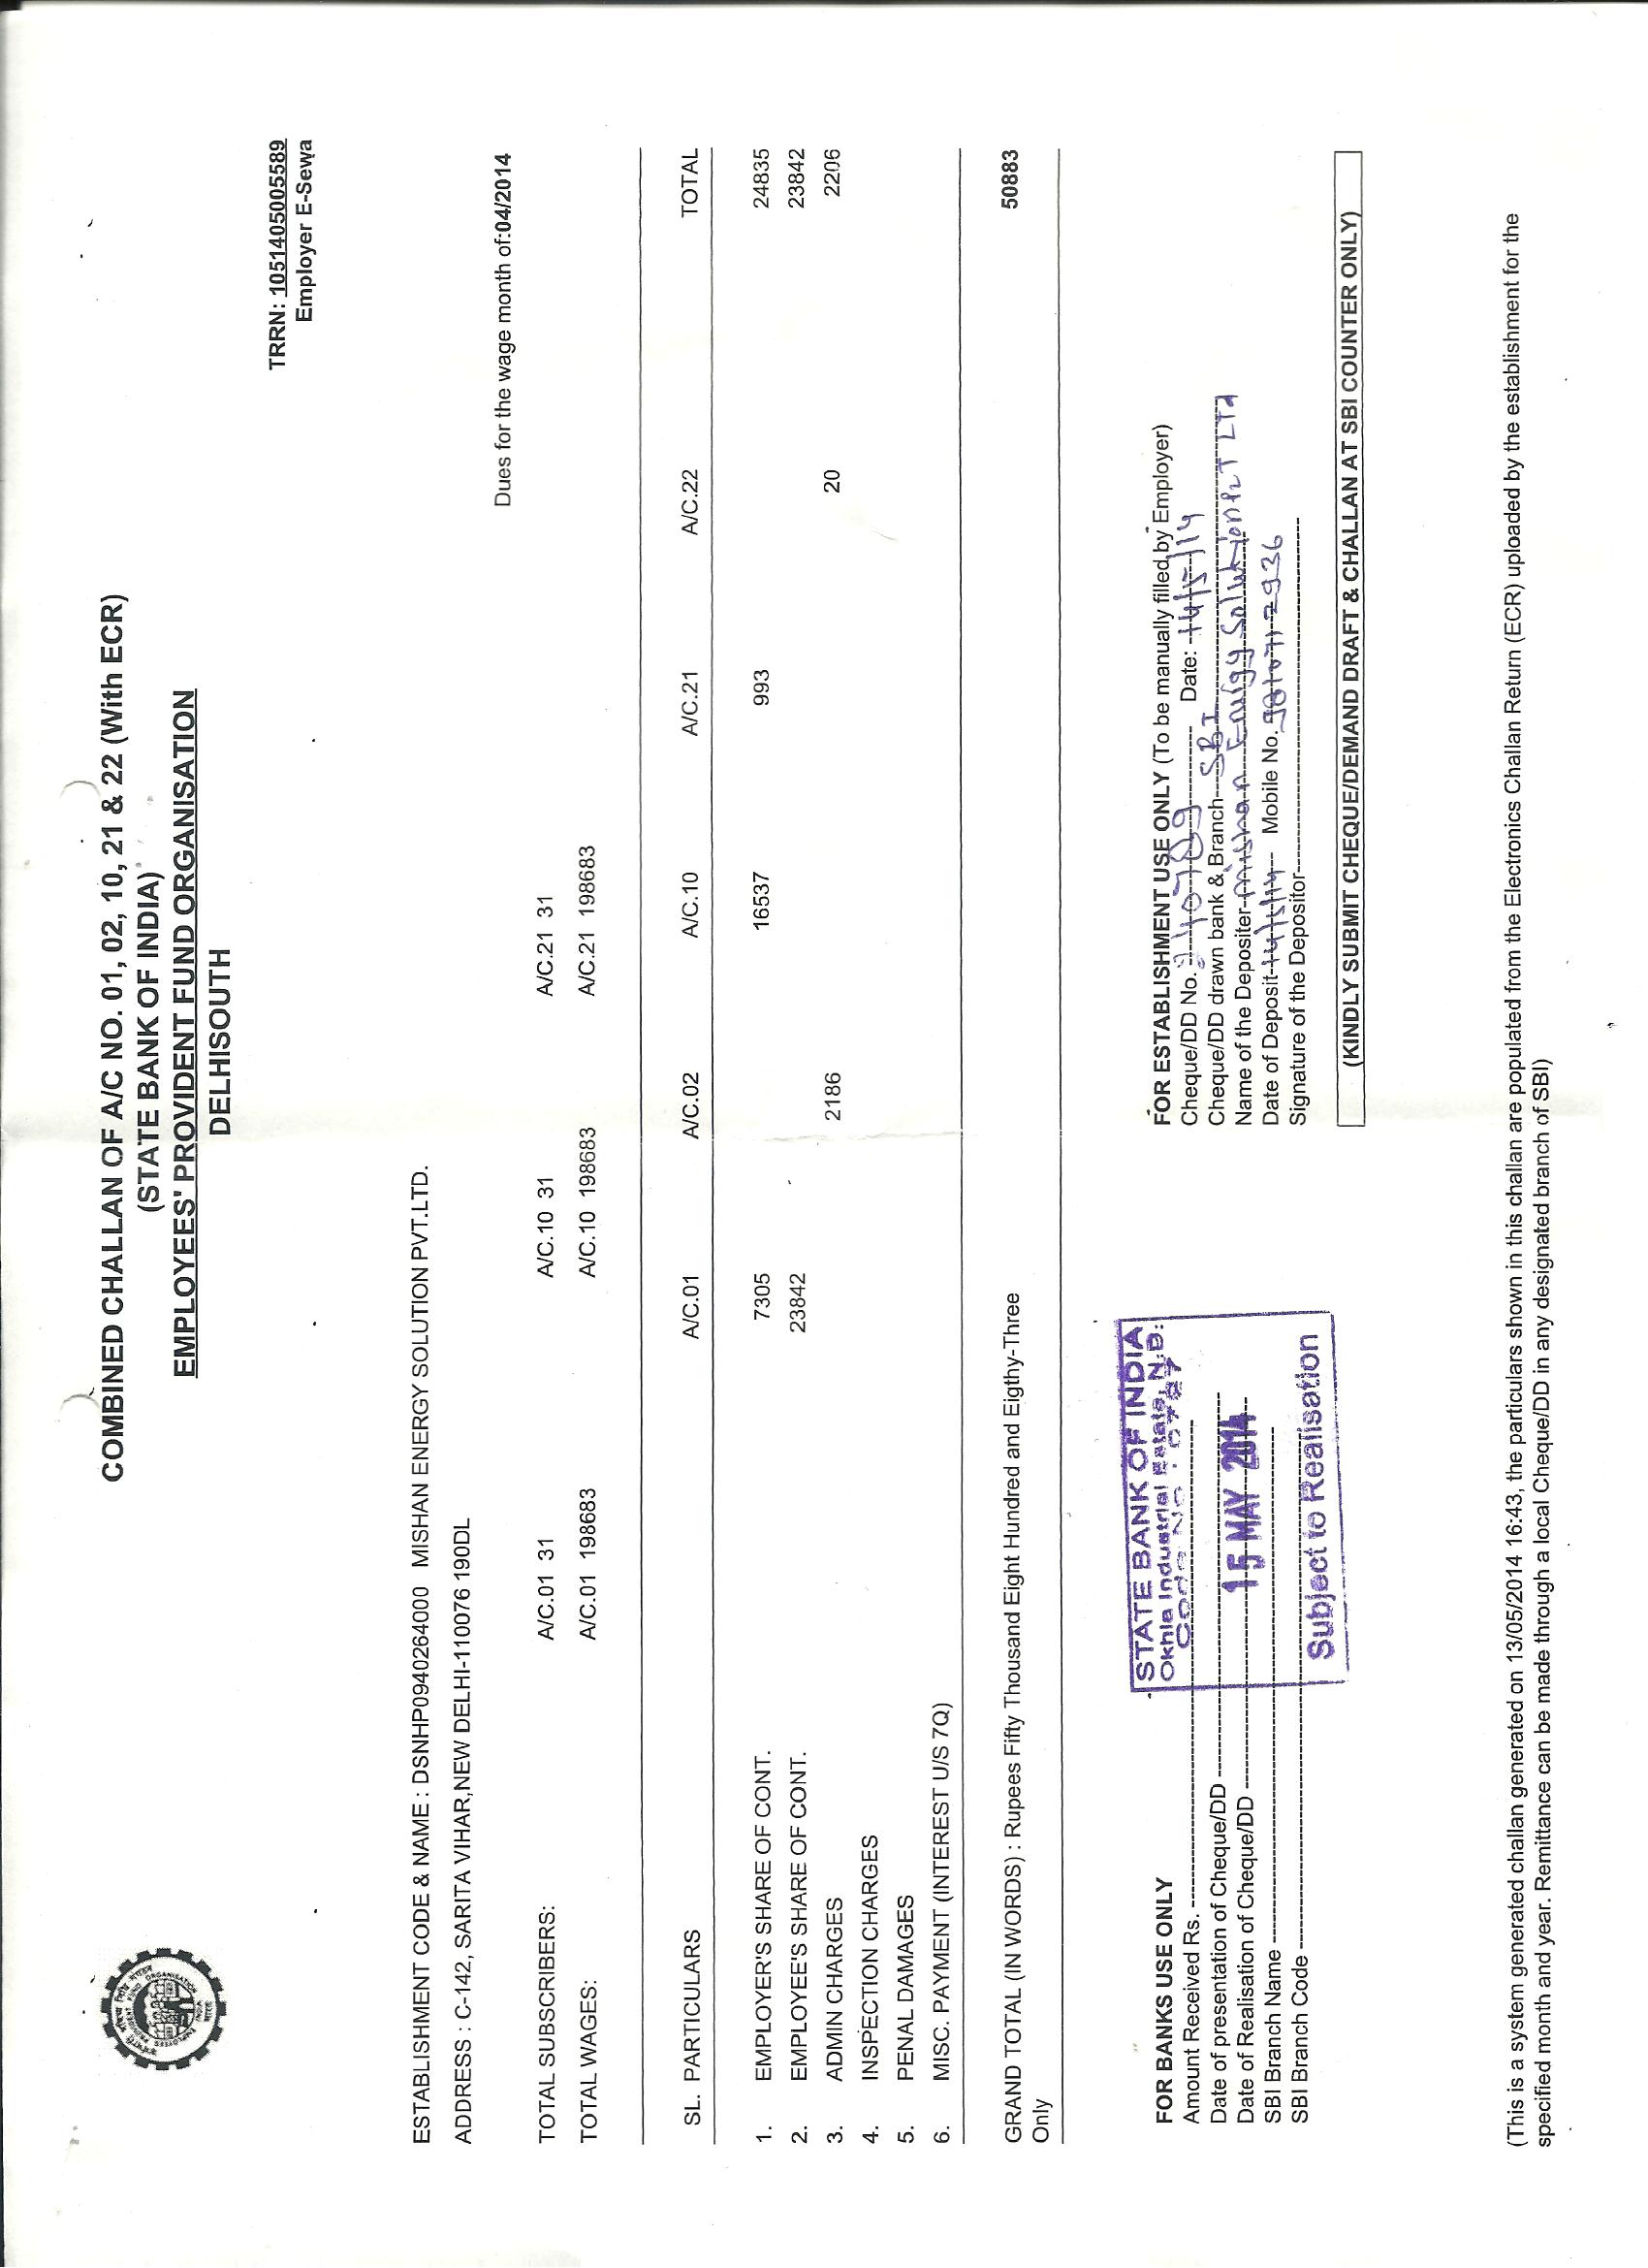 COMBINED CHALLAN OF A/C NO. 01, 02, 10, 21 & 22 (With ECR)
(STATE BANK OF INDIA)
EMPLOYEES' PROVIDENT FUND ORGANISATION
DELHISOUTH
TRRN: 1051405005589
Employer E-Sewa
ESTABLISHMENT CODE & NAME : DSNHP0940264000 MISHAN ENERGY SOLUTION PVT.LTD.
ADDRESS : C-142, SARITA VIHAR,NEW DELHI-110076 190DL
Dues for the wage month of:04/2014
TOTAL SUBSCRIBERS: A/C.01 31 A/C.10 31 A/C.21 31
TOTAL WAGES: A/C.01 198683 A/C.10 198683 A/C.21 198683
SL. PARTICULARS A/C.01 A/C.02 A/C.10 A/C.21 A/C.22 TOTAL
1. EMPLOYER'S SHARE OF CONT. 7305 16537 993 24835
2. EMPLOYEE'S SHARE OF CONT. 23842 23842
3. ADMIN CHARGES 2186 20 2206
4. INSPECTION CHARGES
5. PENAL DAMAGES
6. MISC. PAYMENT (INTEREST U/S 7Q)
GRAND TOTAL (IN WORDS) : Rupees Fifty Thousand Eight Hundred and Eigthy-Three 50883
Only
FOR BANKS USE ONLY
Amount Received Rs.
Date of presentation of Cheque/DD
Date of Realisation of Cheque/DD
SBI Branch Name
SBI Branch Code
STATE BANK OF INDIA
Okhla Industrial Estate, N.D.
Code No.
15 MAY 2014
Subject to Realisation
FOR ESTABLISHMENT USE ONLY (To be manually filled by Employer)
Cheque/DD No. Date: 14/5/14
Cheque/DD drawn bank & Branch SBI
Name of the Depositer Mishan Energy Solution PVT LTD
Date of Deposit 14/5/14 Mobile No.
Signature of the Depositor
(KINDLY SUBMIT CHEQUE/DEMAND DRAFT & CHALLAN AT SBI COUNTER ONLY)
(This is a system generated challan generated on 13/05/2014 16:43, the particulars shown in this challan are populated from the Electronics Challan Return (ECR) uploaded by the establishment for the
specified month and year. Remittance can be made through a local Cheque/DD in any designated branch of SBI)